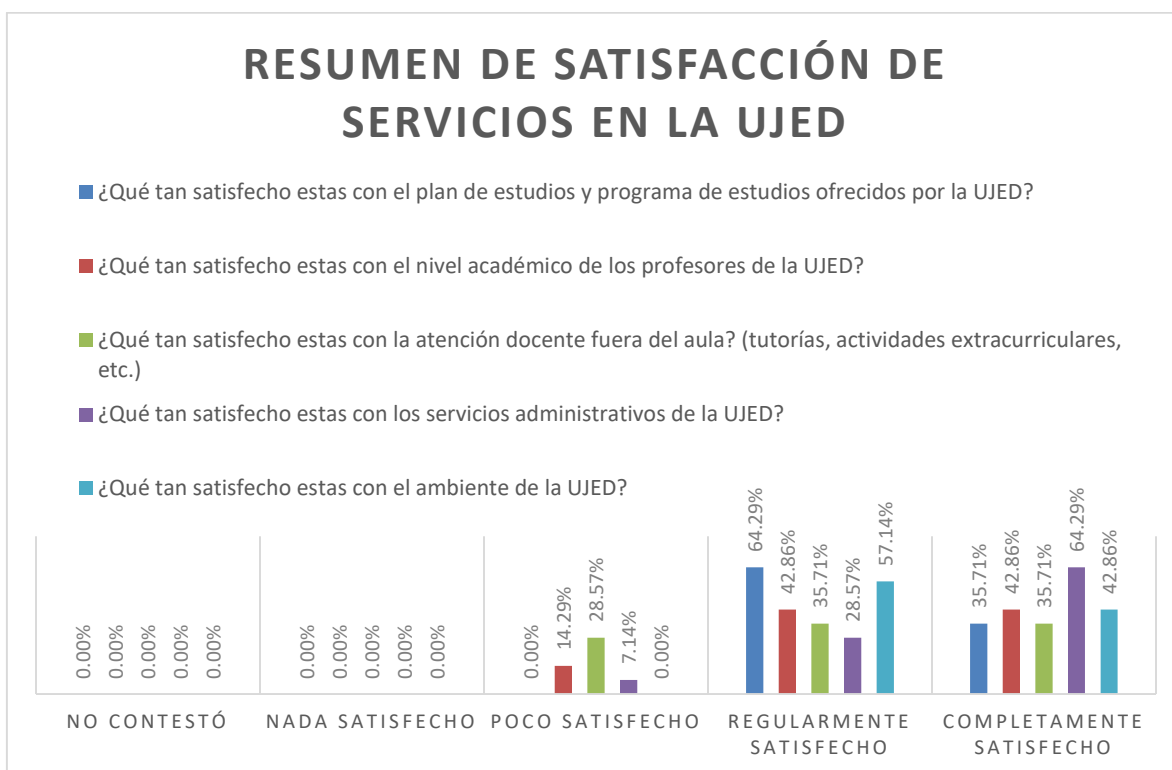 RESUMEN DE SATISFACCIÓN DE
SERVICIOS EN LA UJED
¿Qué tan satisfecho estas con el plan de estudios y programa de estudios ofrecidos por la UJED?
¿Qué tan satisfecho estas con el nivel académico de los profesores de la UJED?
¿Qué tan satisfecho estas con la atención docente fuera del aula? (tutorías, actividades extracurriculares,
etc.)
¿Qué tan satisfecho estas con los servicios administrativos de la UJED?
¿Qué tan satisfecho estas con el ambiente de la UJED?
0.00%
0.00%
0.00%
0.00%
0.00%
0.00%
0.00%
0.00%
0.00%
0.00%
0.00%
14.29%
28.57%
7.14%
0.00%
64.29%
42.86%
35.71%
28.57%
57.14%
35.71%
42.86%
35.71%
64.29%
42.86%
NO CONTESTÓ
NADA SATISFECHO
POCO SATISFECHO
REGULARMENTE
SATISFECHO
COMPLETAMENTE
SATISFECHO